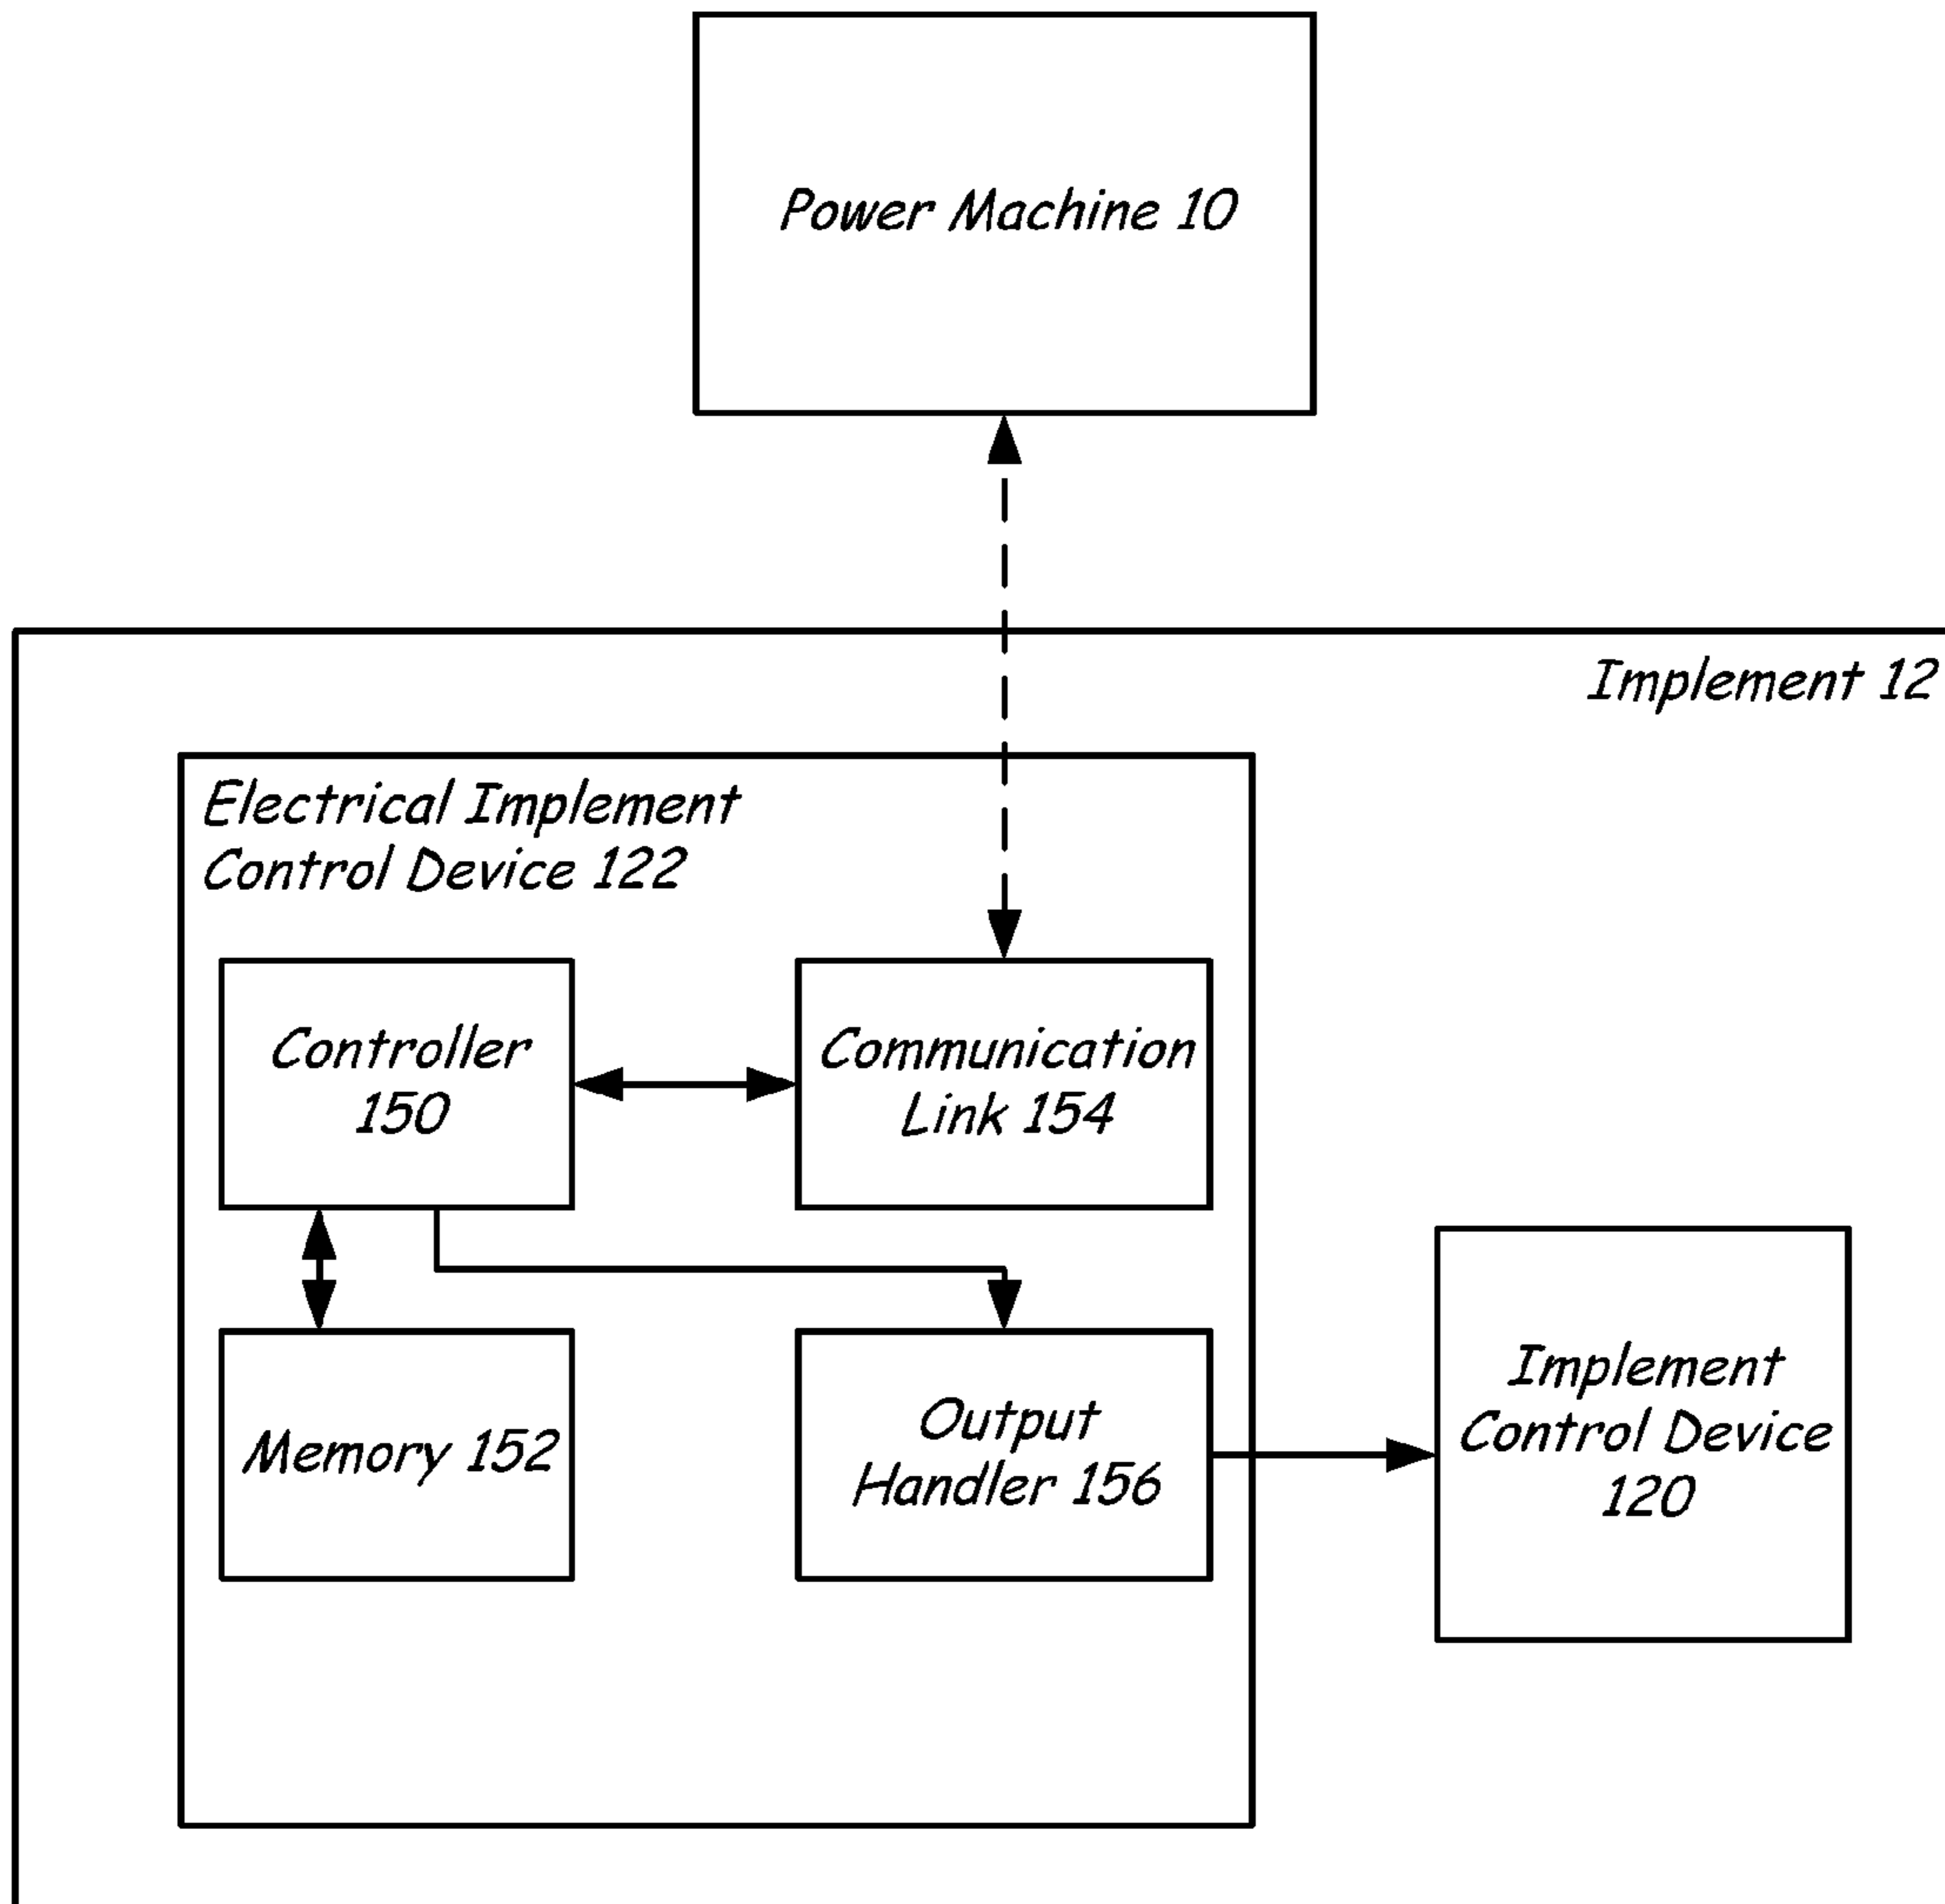 Power Machine 10
Implement 12
Electrical Implement
Control Device 122
Controller
150
Communication
Link 154
Memory 152
Output
Handler 156
Implement
Control Device
120